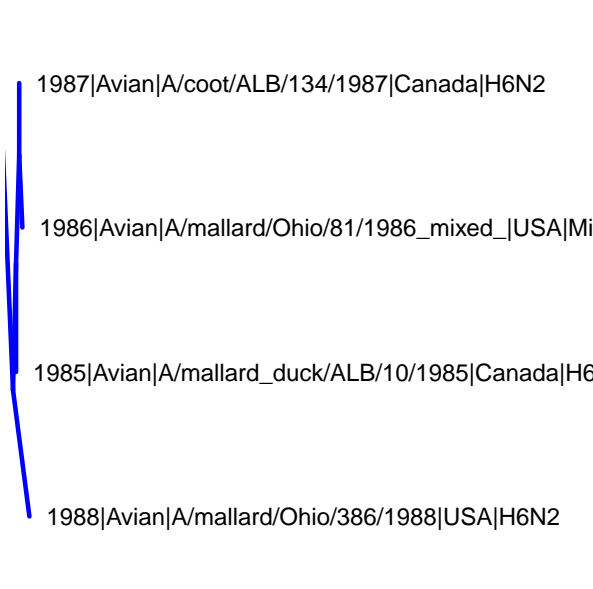 1987|Avian|A/coot/ALB/134/1987|Canada|H6N2
1986|Avian|A/mallard/Ohio/81/1986_mixed_|USA|Mi
1985|Avian|A/mallard_duck/ALB/10/1985|Canada|H6
1988|Avian|A/mallard/Ohio/386/1988|USA|H6N2